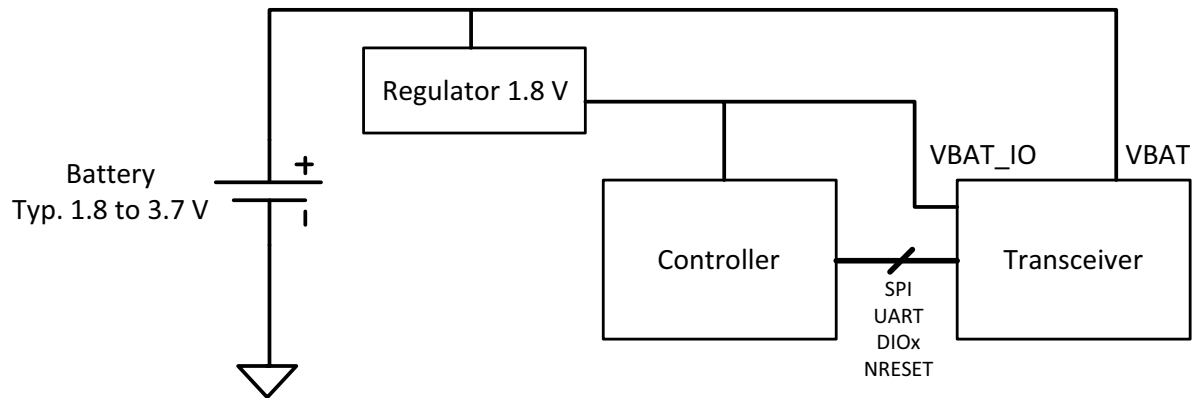 Regulator 1.8 V
VBAT_IO
VBAT
Battery
Typ. 1.8 to 3.7 V
+
Controller
Transceiver
SPI
UART
DIOx
NRESET